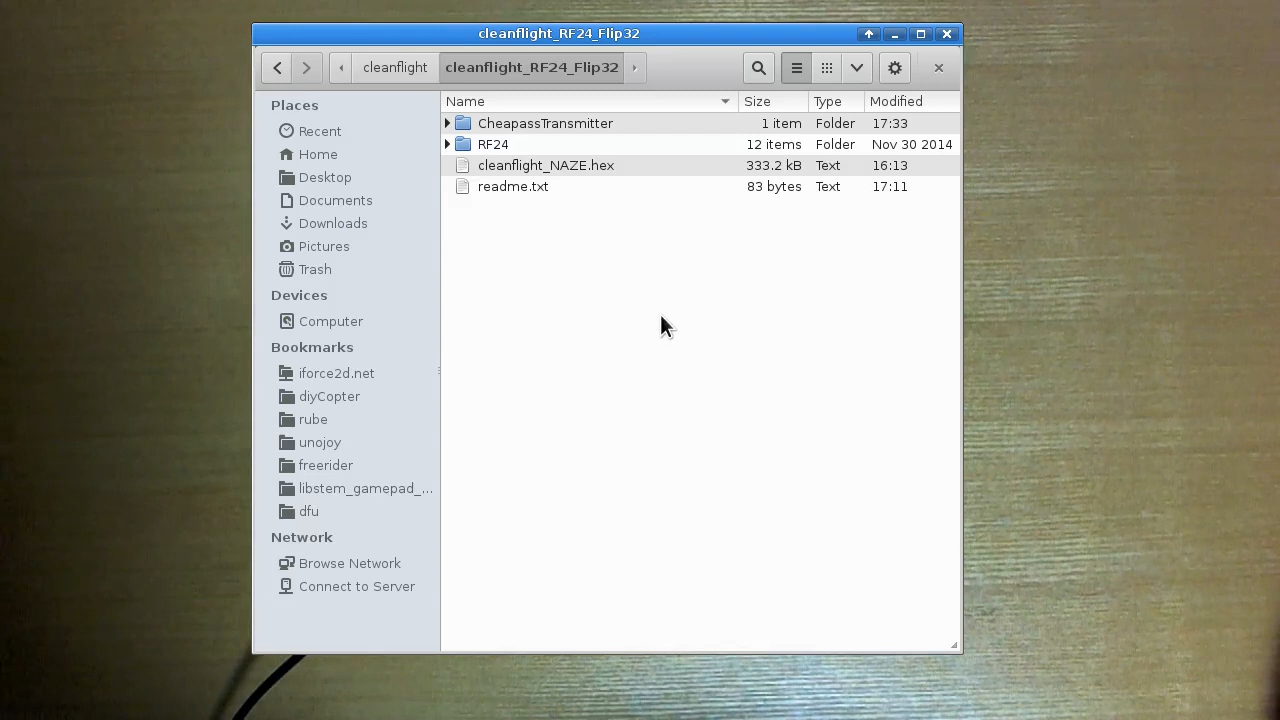 cleanflight_RF24_Flip32
cleanflight cleanflight_RF24_Flip32
Places
Recent
Home
Desktop
Documents
Downloads
Pictures
Trash
Devices
Computer
Bookmarks
iforce2d.net
diyCopter
rube
unojoy
freerider
libstem_gamepad_...
dfu
Network
Browse Network
Connect to Server
Name Size Type Modified
CheapassTransmitter 1 item Folder 17:33
RF24 12 items Folder Nov 30 2014
cleanflight_NAZE.hex 333.2 kB Text 16:13
readme.txt 83 bytes Text 17:11